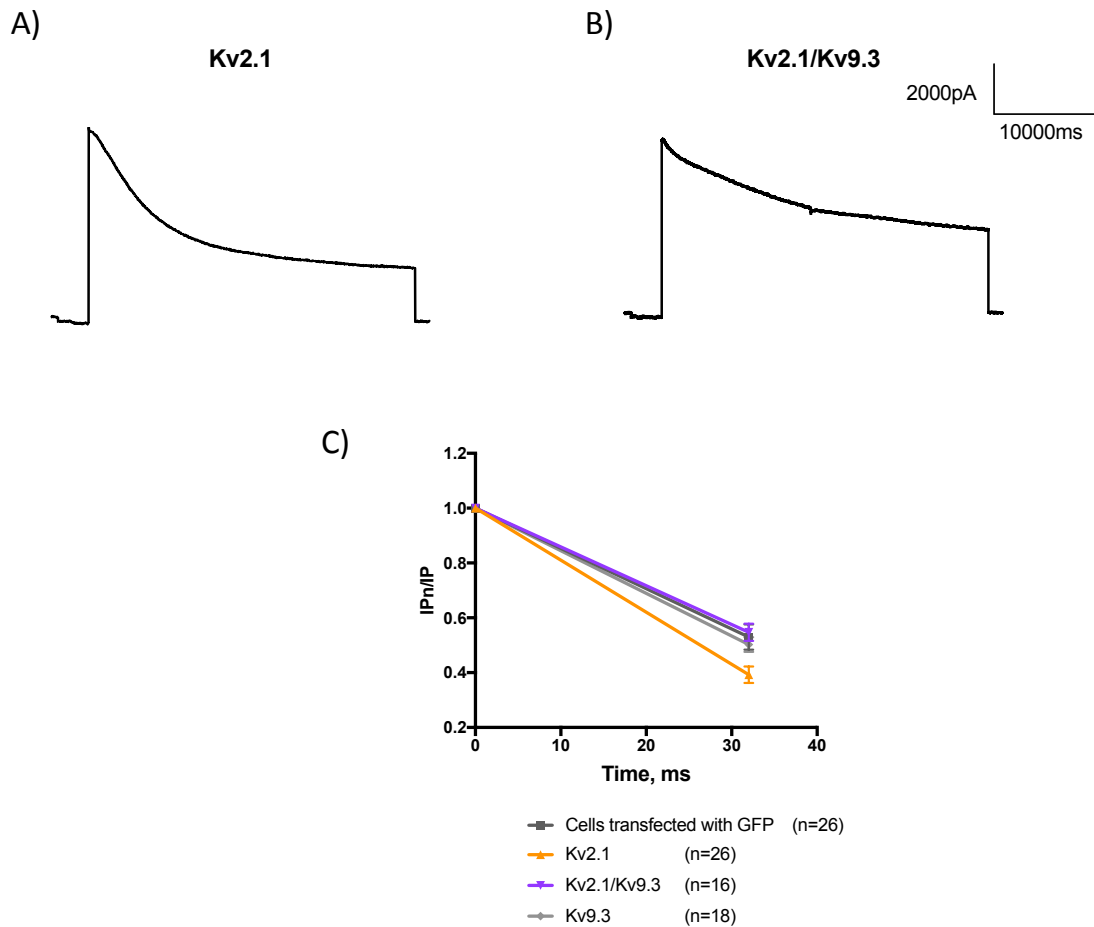 A)
Kv2.1
B)
Kv2.1/Kv9.3
2000pA
10000ms
C)
1.2
1.0
0.8
0.6
0.4
0.2
IPn/IP
0 10 20 30 40
Time, ms
Cells transfected with GFP (n=26)
Kv2.1 (n=26)
Kv2.1/Kv9.3 (n=16)
Kv9.3 (n=18)